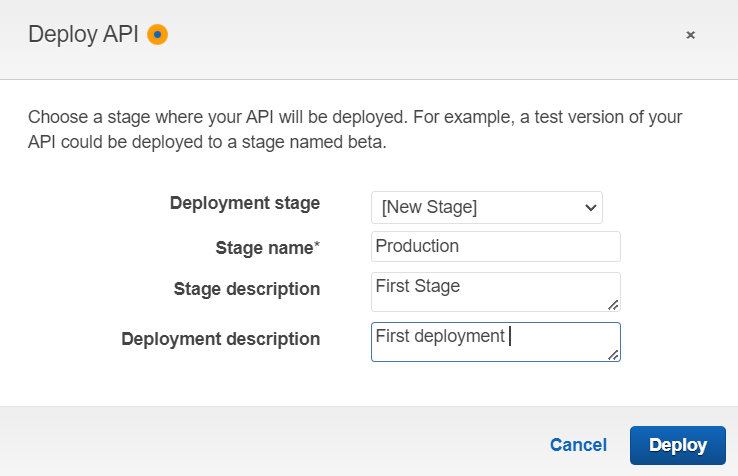 Deploy API
×
Choose a stage where your API will be deployed. For example, a test version of your
API could be deployed to a stage named beta.
Deployment stage [New Stage]
Stage name* Production
Stage description First Stage
Deployment description First deployment
Cancel Deploy